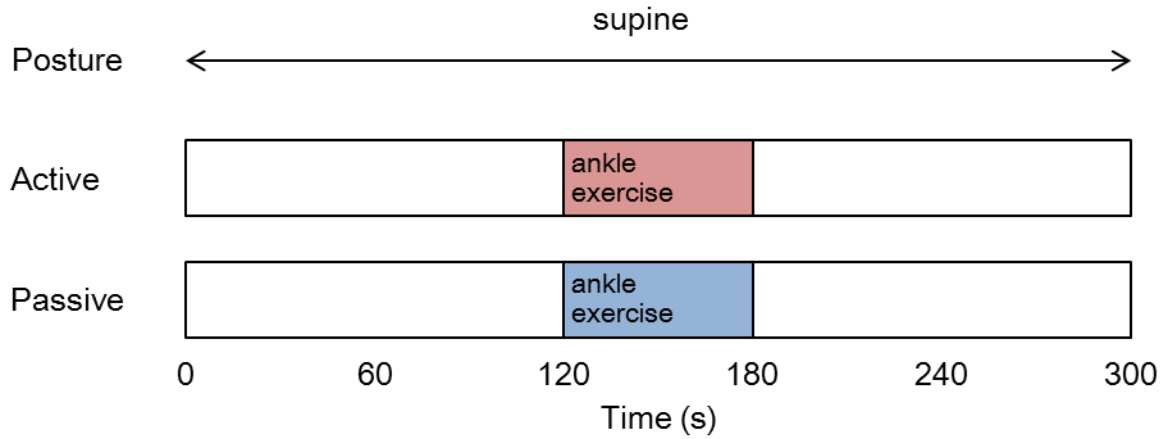 supine
Posture
Active
ankle
exercise
Passive
ankle
exercise
0 60 120 180 240 300
Time (s)